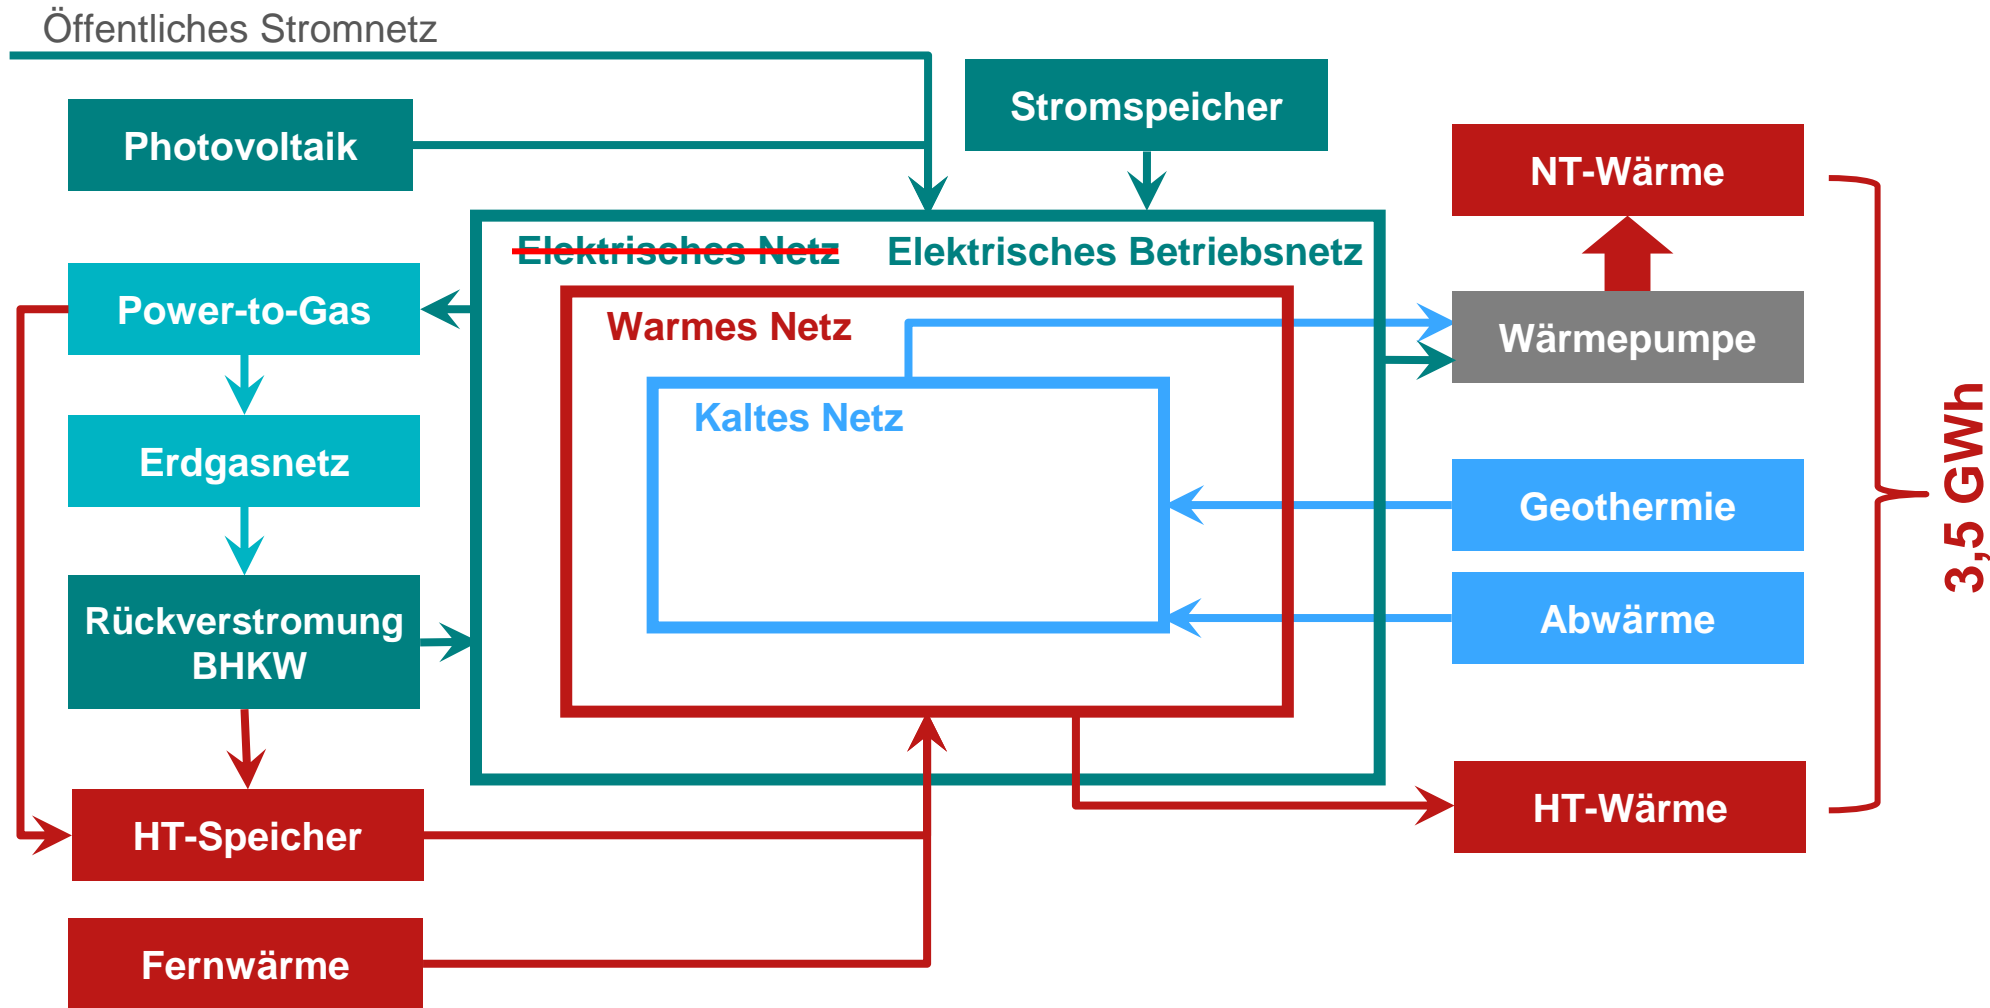 Öffentliches Stromnetz
Stromspeicher
Photovoltaik
NT-Wärme
Elektrisches Netz
Elektrisches Betriebsnetz
Power-to-Gas
Warmes Netz
Wärmepumpe
Kaltes Netz
Erdgasnetz
Geothermie
3,5 GWh
Rückverstromung
BHKW
Abwärme
HT-Speicher
HT-Wärme
Fernwärme